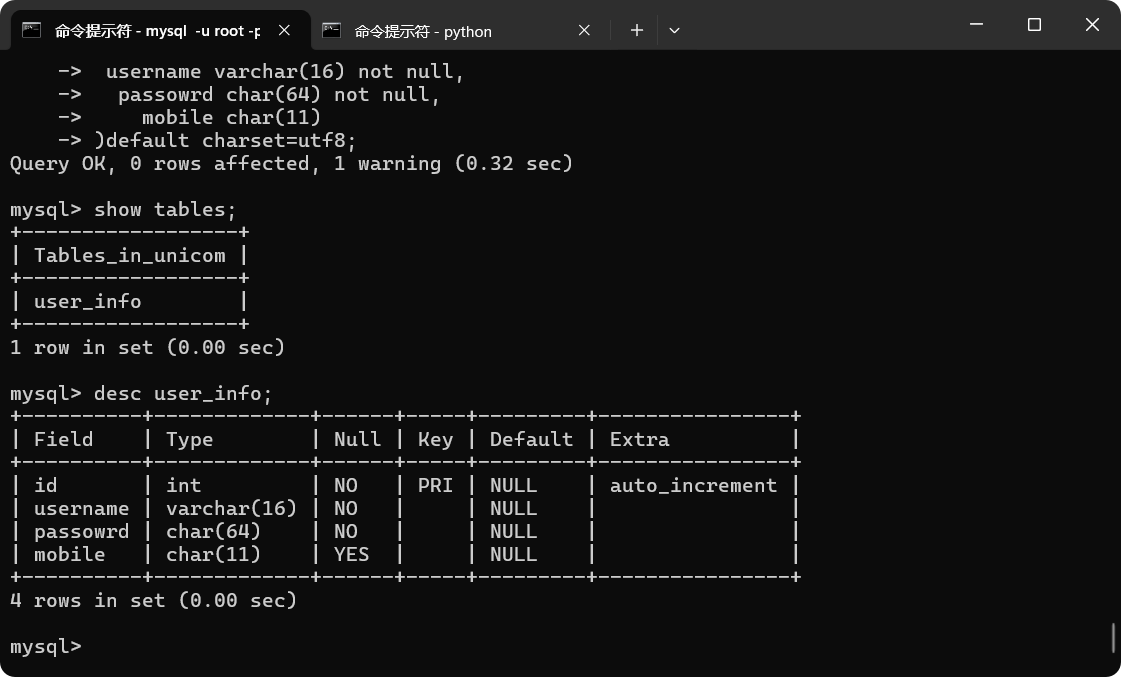 命令提示符 - mysql  -u root -p
命令提示符 - python
    ->  username varchar(16) not null,
    ->   passowrd char(64) not null,
    ->     mobile char(11)
    -> )default charset=utf8;
Query OK, 0 rows affected, 1 warning (0.32 sec)
mysql> show tables;
+------------------+
| Tables_in_unicom |
+------------------+
| user_info        |
+------------------+
1 row in set (0.00 sec)
mysql> desc user_info;
+----------+-------------+------+-----+---------+----------------+
| Field    | Type        | Null | Key | Default | Extra          |
+----------+-------------+------+-----+---------+----------------+
| id       | int         | NO   | PRI | NULL    | auto_increment |
| username | varchar(16) | NO   |     | NULL    |                |
| passowrd | char(64)    | NO   |     | NULL    |                |
| mobile   | char(11)    | YES  |     | NULL    |                |
+----------+-------------+------+-----+---------+----------------+
4 rows in set (0.00 sec)
mysql>